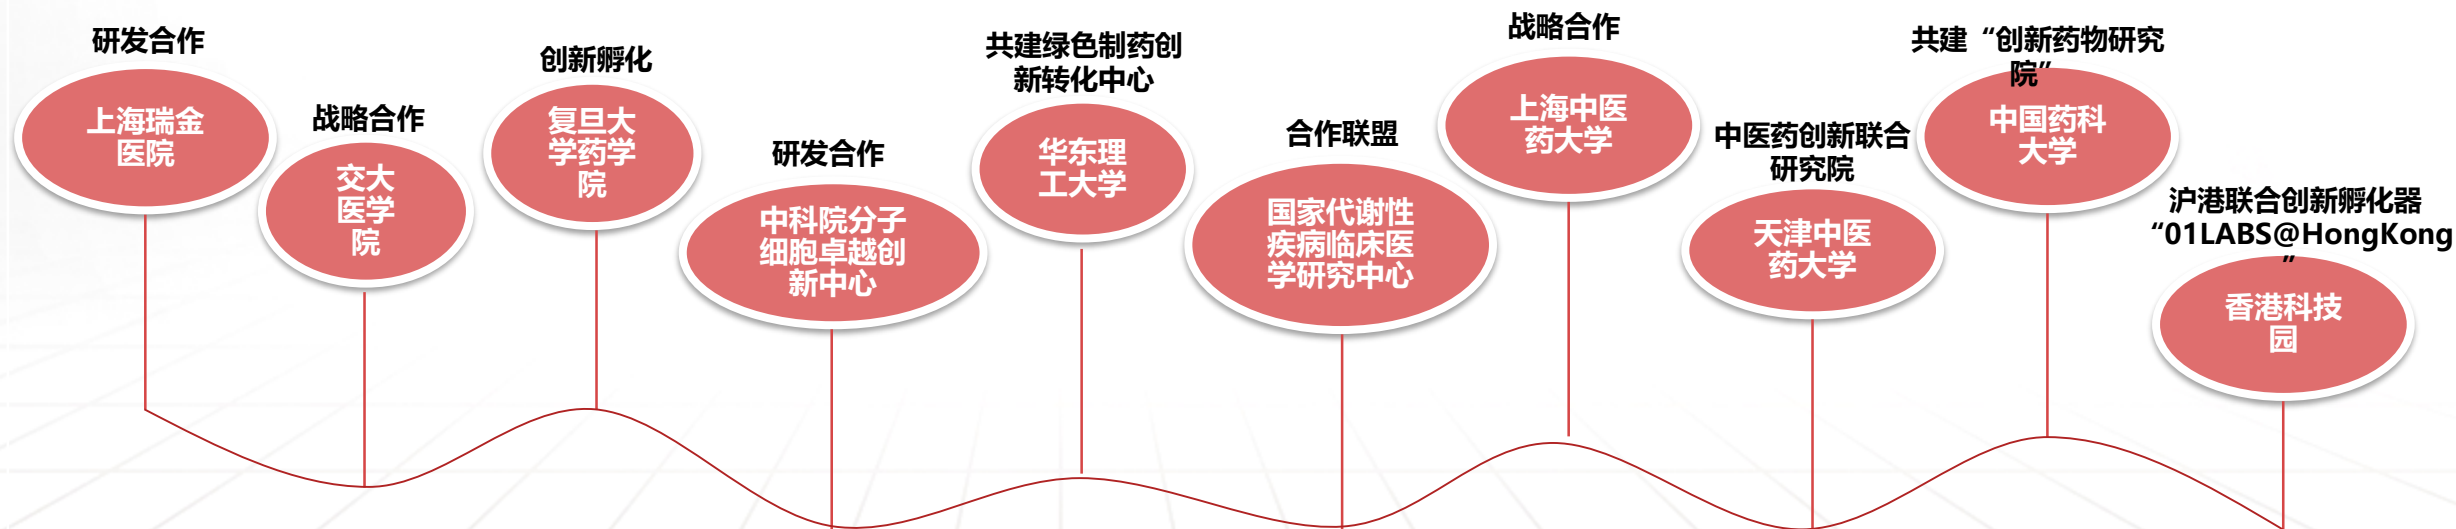 研发合作
上海瑞金
医院
战略合作
交大
医学
院
创新孵化
复旦大
学药学
院
研发合作
中科院分子
细胞卓越创
新中心
共建绿色制药创
新转化中心
华东理
工大学
合作联盟
国家代谢性
疾病临床医
学研究中心
战略合作
上海中医
药大学
中医药创新联合
研究院
天津中医
药大学
共建“创新药物研究
院”
中国药科
大学
沪港联合创新孵化器
“01LABS@HongKong
”
香港科技
园